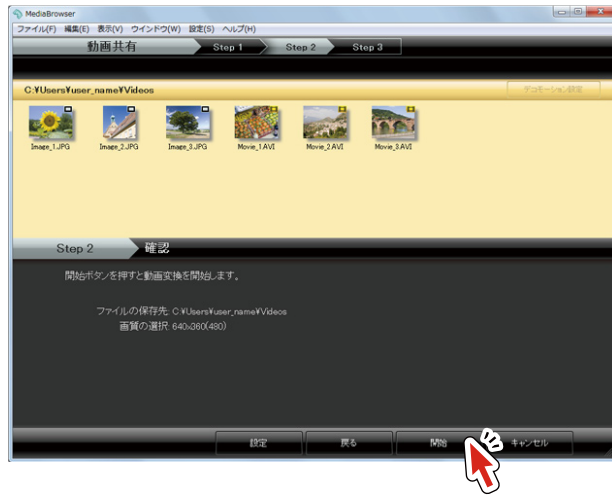 MediaBrowser
ファイル(F) 編集(E) 表示(V) ウインドウ(W) 設定(S) ヘルプ(H)
動画共有 Step 1 Step 2 Step 3
C:¥Users¥user_name¥Videos
Image_1.JPG Image_2.JPG Image_3.JPG Movie_1.AVI Movie_2.AVI Movie_3.AVI
Step 2 確認
開始ボタンを押すと動画変換を開始します。
ファイルの保存先: C:¥Users¥user_name¥Videos
画質の選択: 640x360(480)
設定 戻る 開始 キャンセル